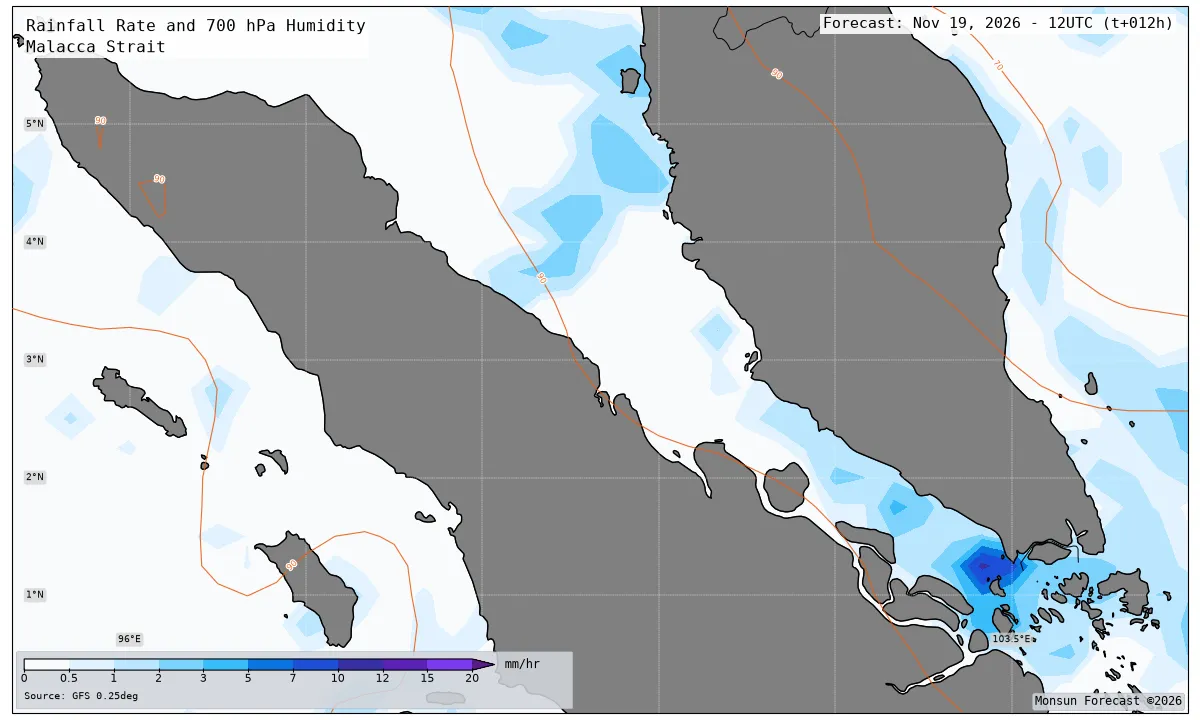 Rainfall Rate and 700 hPa Humidity
Malacca Strait
Forecast: Nov 19, 2026 - 12UTC (t+012h)
90
70
90
5°N
90
4°N
90
3°N
2°N
90
1°N
96°E
103.5°E
0 0.5 1 2 3 5 7 10 12 15 20 mm/hr
Source: GFS 0.25deg
Monsun Forecast ©2026